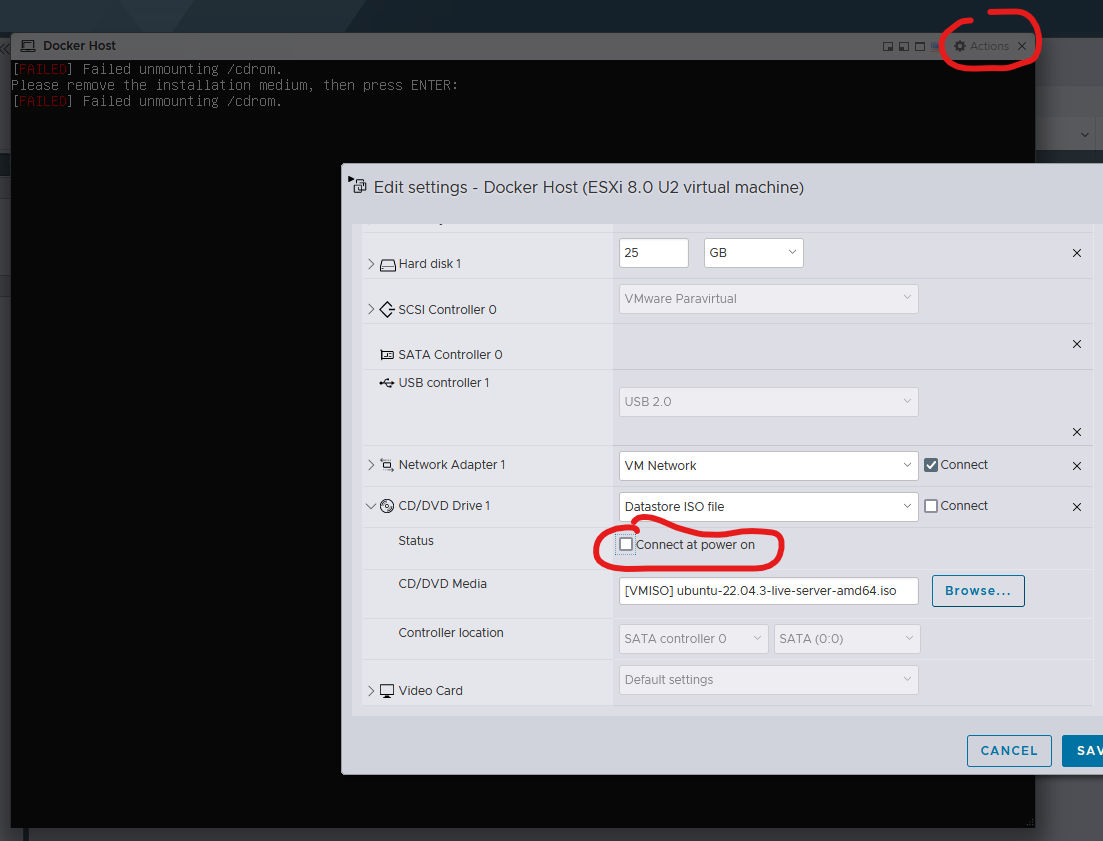 Docker Host
Actions
[FAILED] Failed unmounting /cdrom.
Please remove the installation medium, then press ENTER:
[FAILED] Failed unmounting /cdrom.
Edit settings - Docker Host (ESXi 8.0 U2 virtual machine)
Hard disk 1 25 GB
SCSI Controller 0 VMware Paravirtual
SATA Controller 0
USB controller 1
USB 2.0
Network Adapter 1 VM Network Connect
CD/DVD Drive 1 Datastore ISO file Connect
Status Connect at power on
CD/DVD Media [VMISO] ubuntu-22.04.3-live-server-amd64.iso Browse...
Controller location SATA controller 0 SATA (0:0)
Video Card Default settings
CANCEL SAV